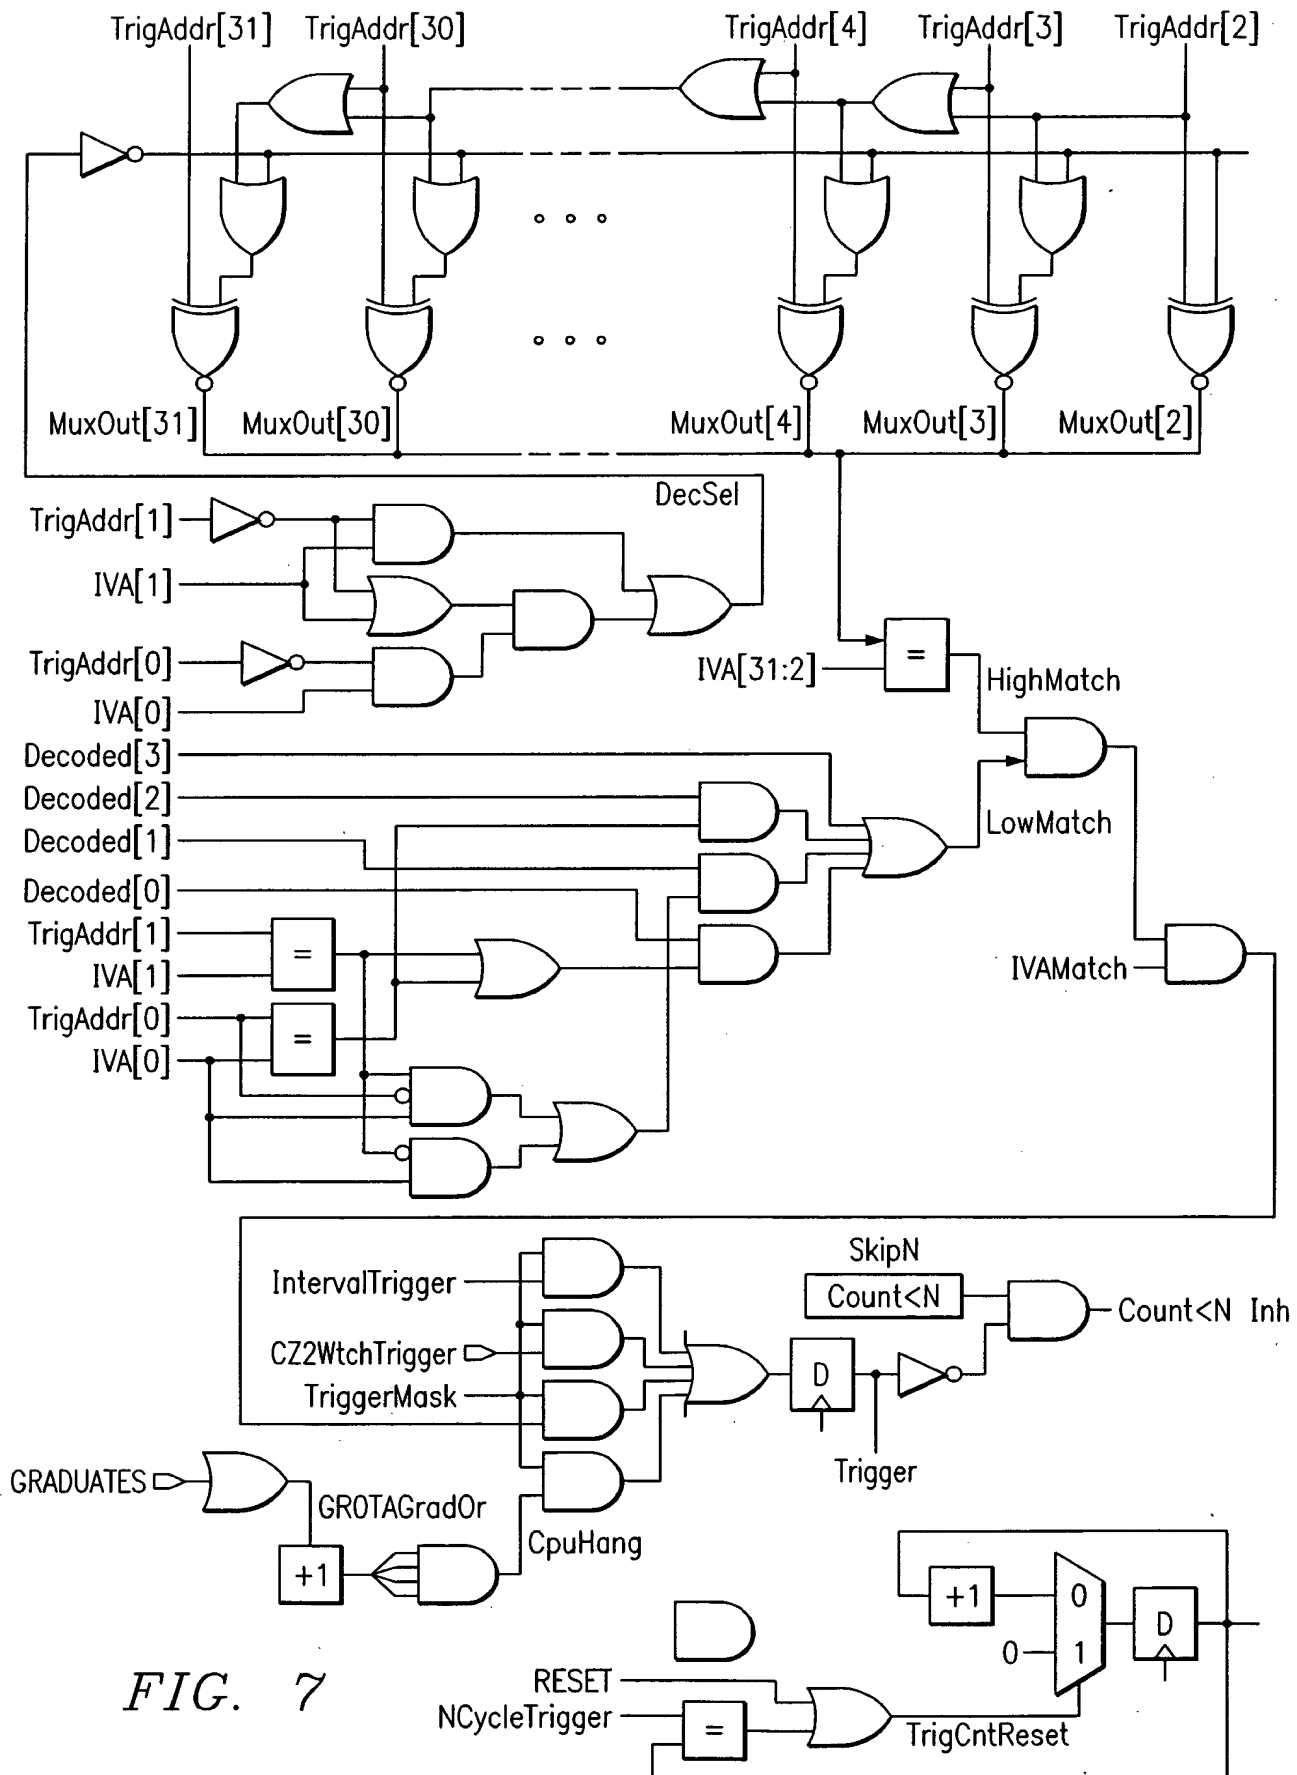 TrigAddr[31] TrigAddr[30] TrigAddr[4] TrigAddr[3] TrigAddr[2]
MuxOut[31] MuxOut[30] MuxOut[4] MuxOut[3] MuxOut[2]
DecSel
TrigAddr[1]
IVA[1]
TrigAddr[0]
IVA[0]
IVA[31:2]
=
HighMatch
Decoded[3]
Decoded[2]
Decoded[1]
Decoded[0]
LowMatch
TrigAddr[1]
=
IVA[1]
IVAMatch
TrigAddr[0]
=
IVA[0]
SkipN
IntervalTrigger
Count<N
Count<N Inh
CZ2WtchTrigger
D
TriggerMask
Trigger
GRADUATES
GROTAGradOr
CpuHang
+1
+1
0
D
0
1
FIG. 7
RESET
NCycleTrigger
=
TrigCntReset